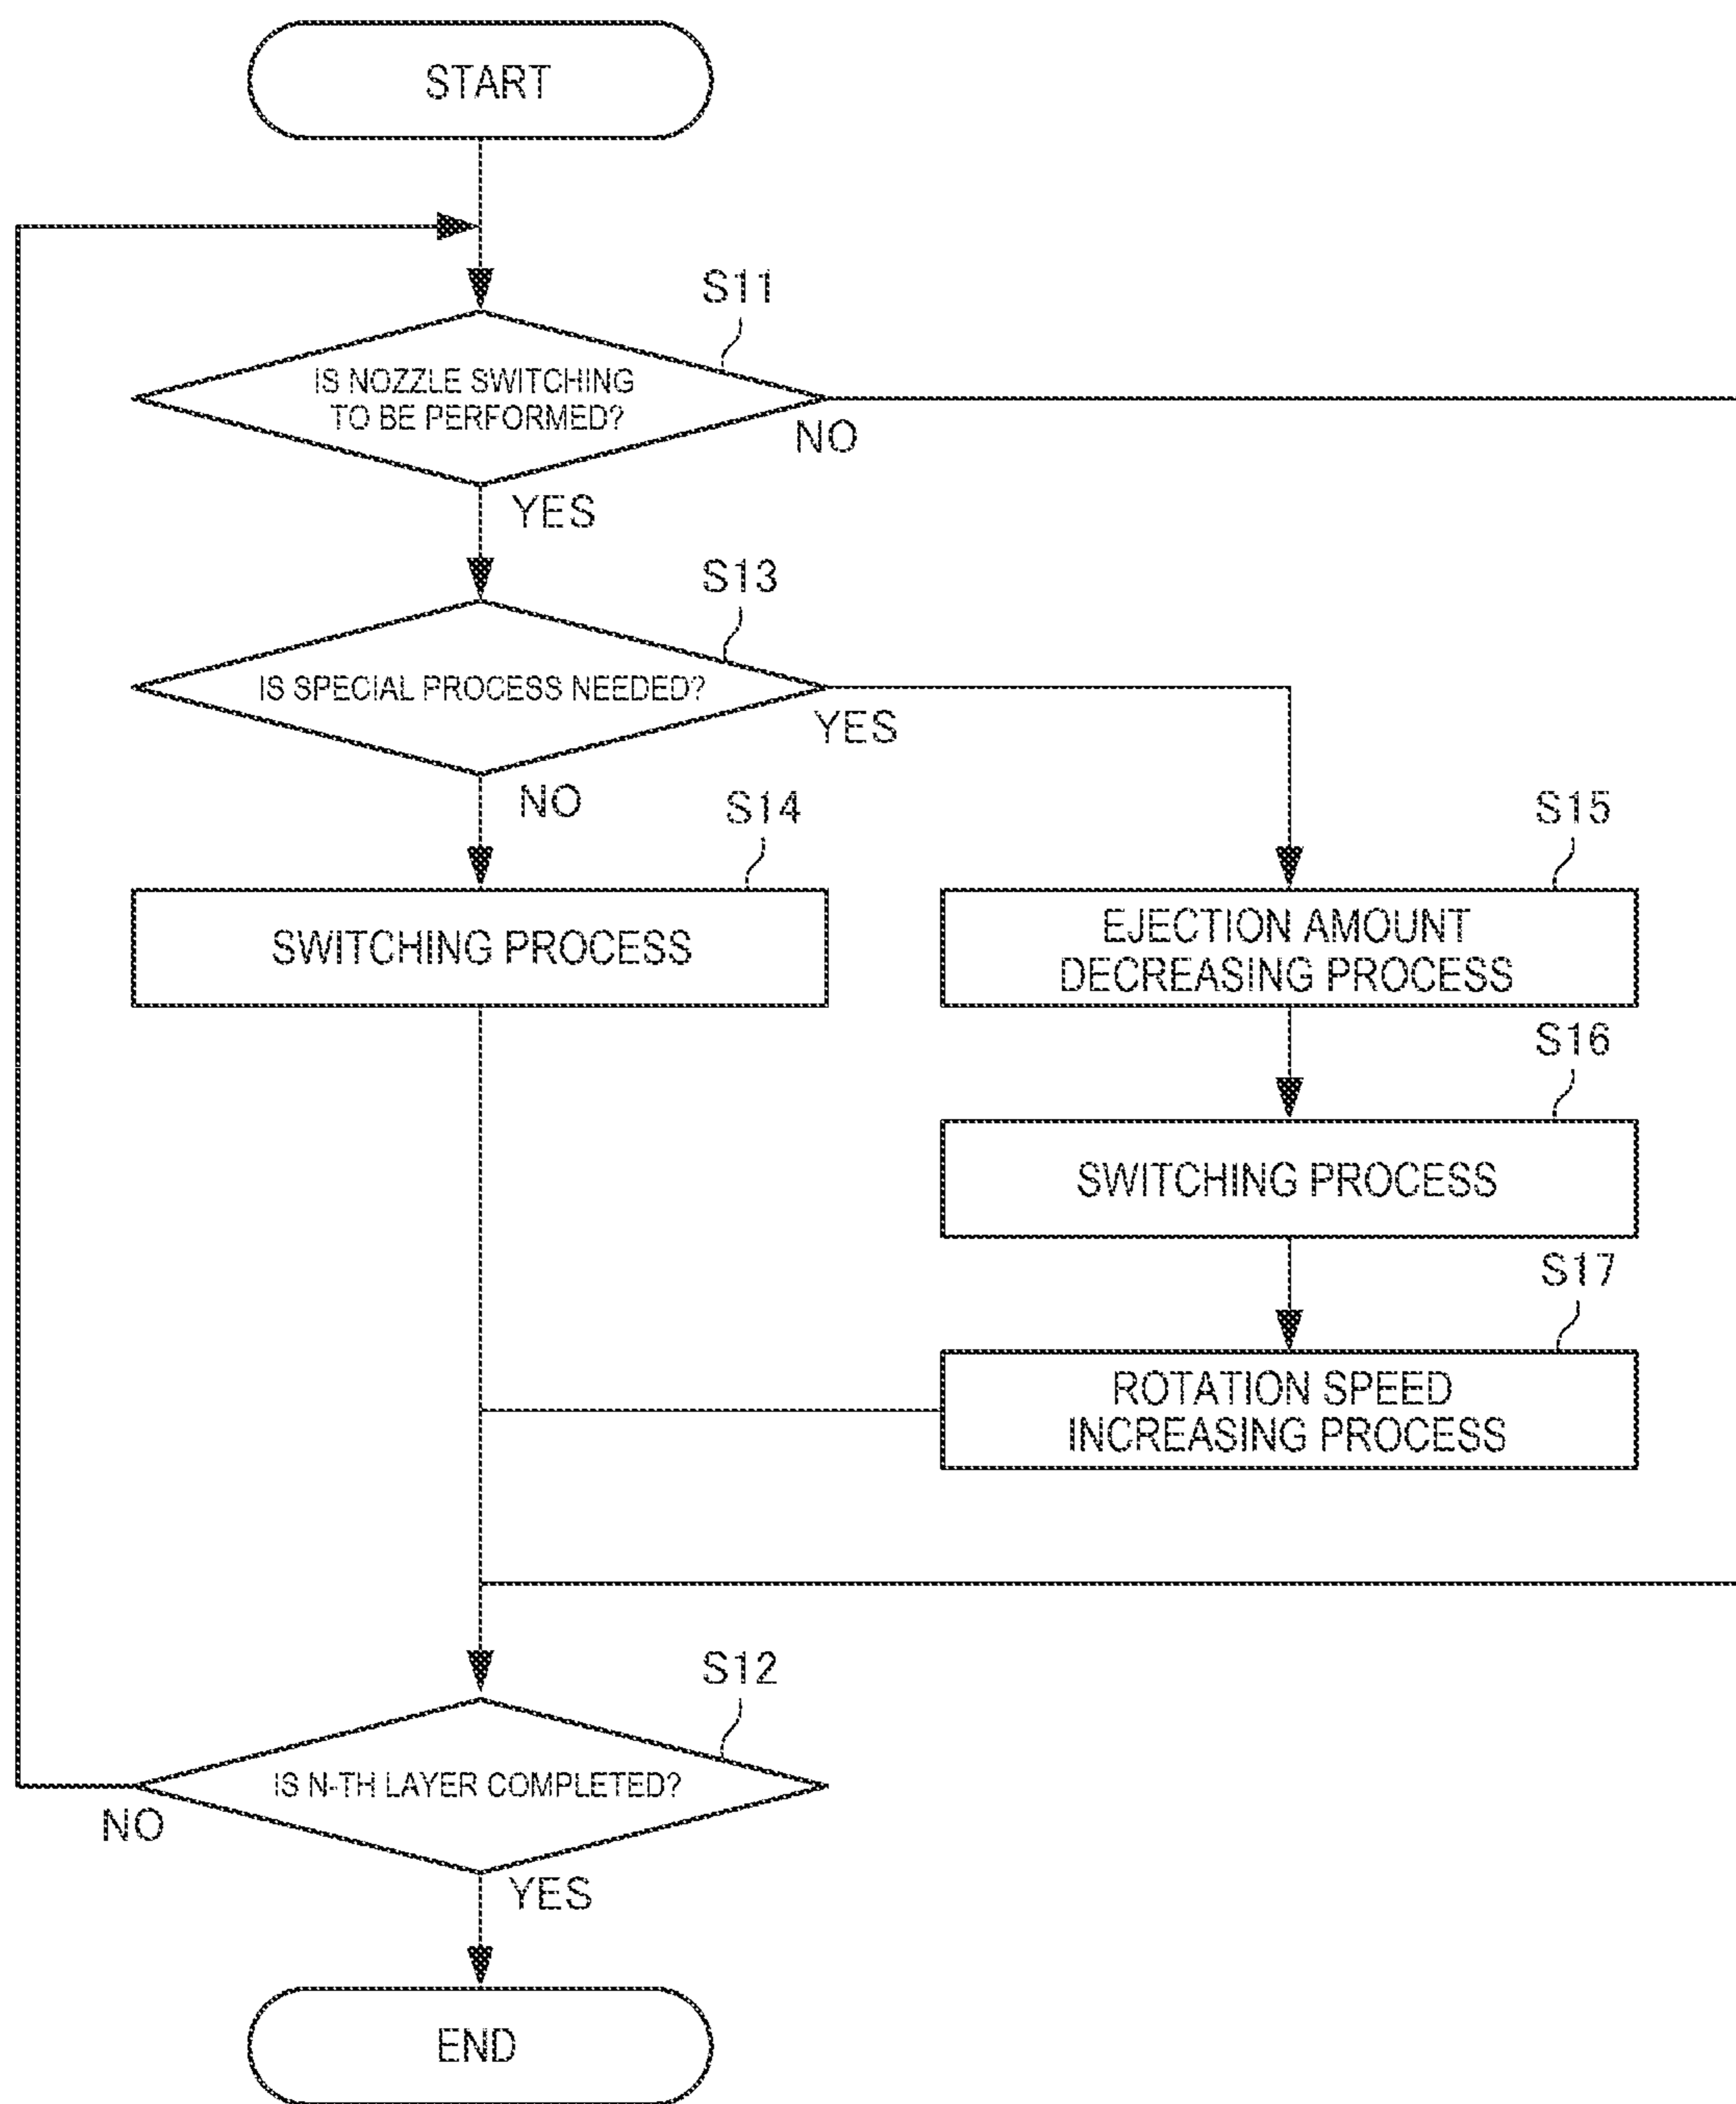 START
S11
IS NOZZLE SWITCHING
TO BE PERFORMED?
NO
YES
S13
IS SPECIAL PROCESS NEEDED?
YES
NO
S14
S15
SWITCHING PROCESS
EJECTION AMOUNT
DECREASING PROCESS
S16
SWITCHING PROCESS
S17
ROTATION SPEED
INCREASING PROCESS
S12
IS N-TH LAYER COMPLETED?
NO
YES
END